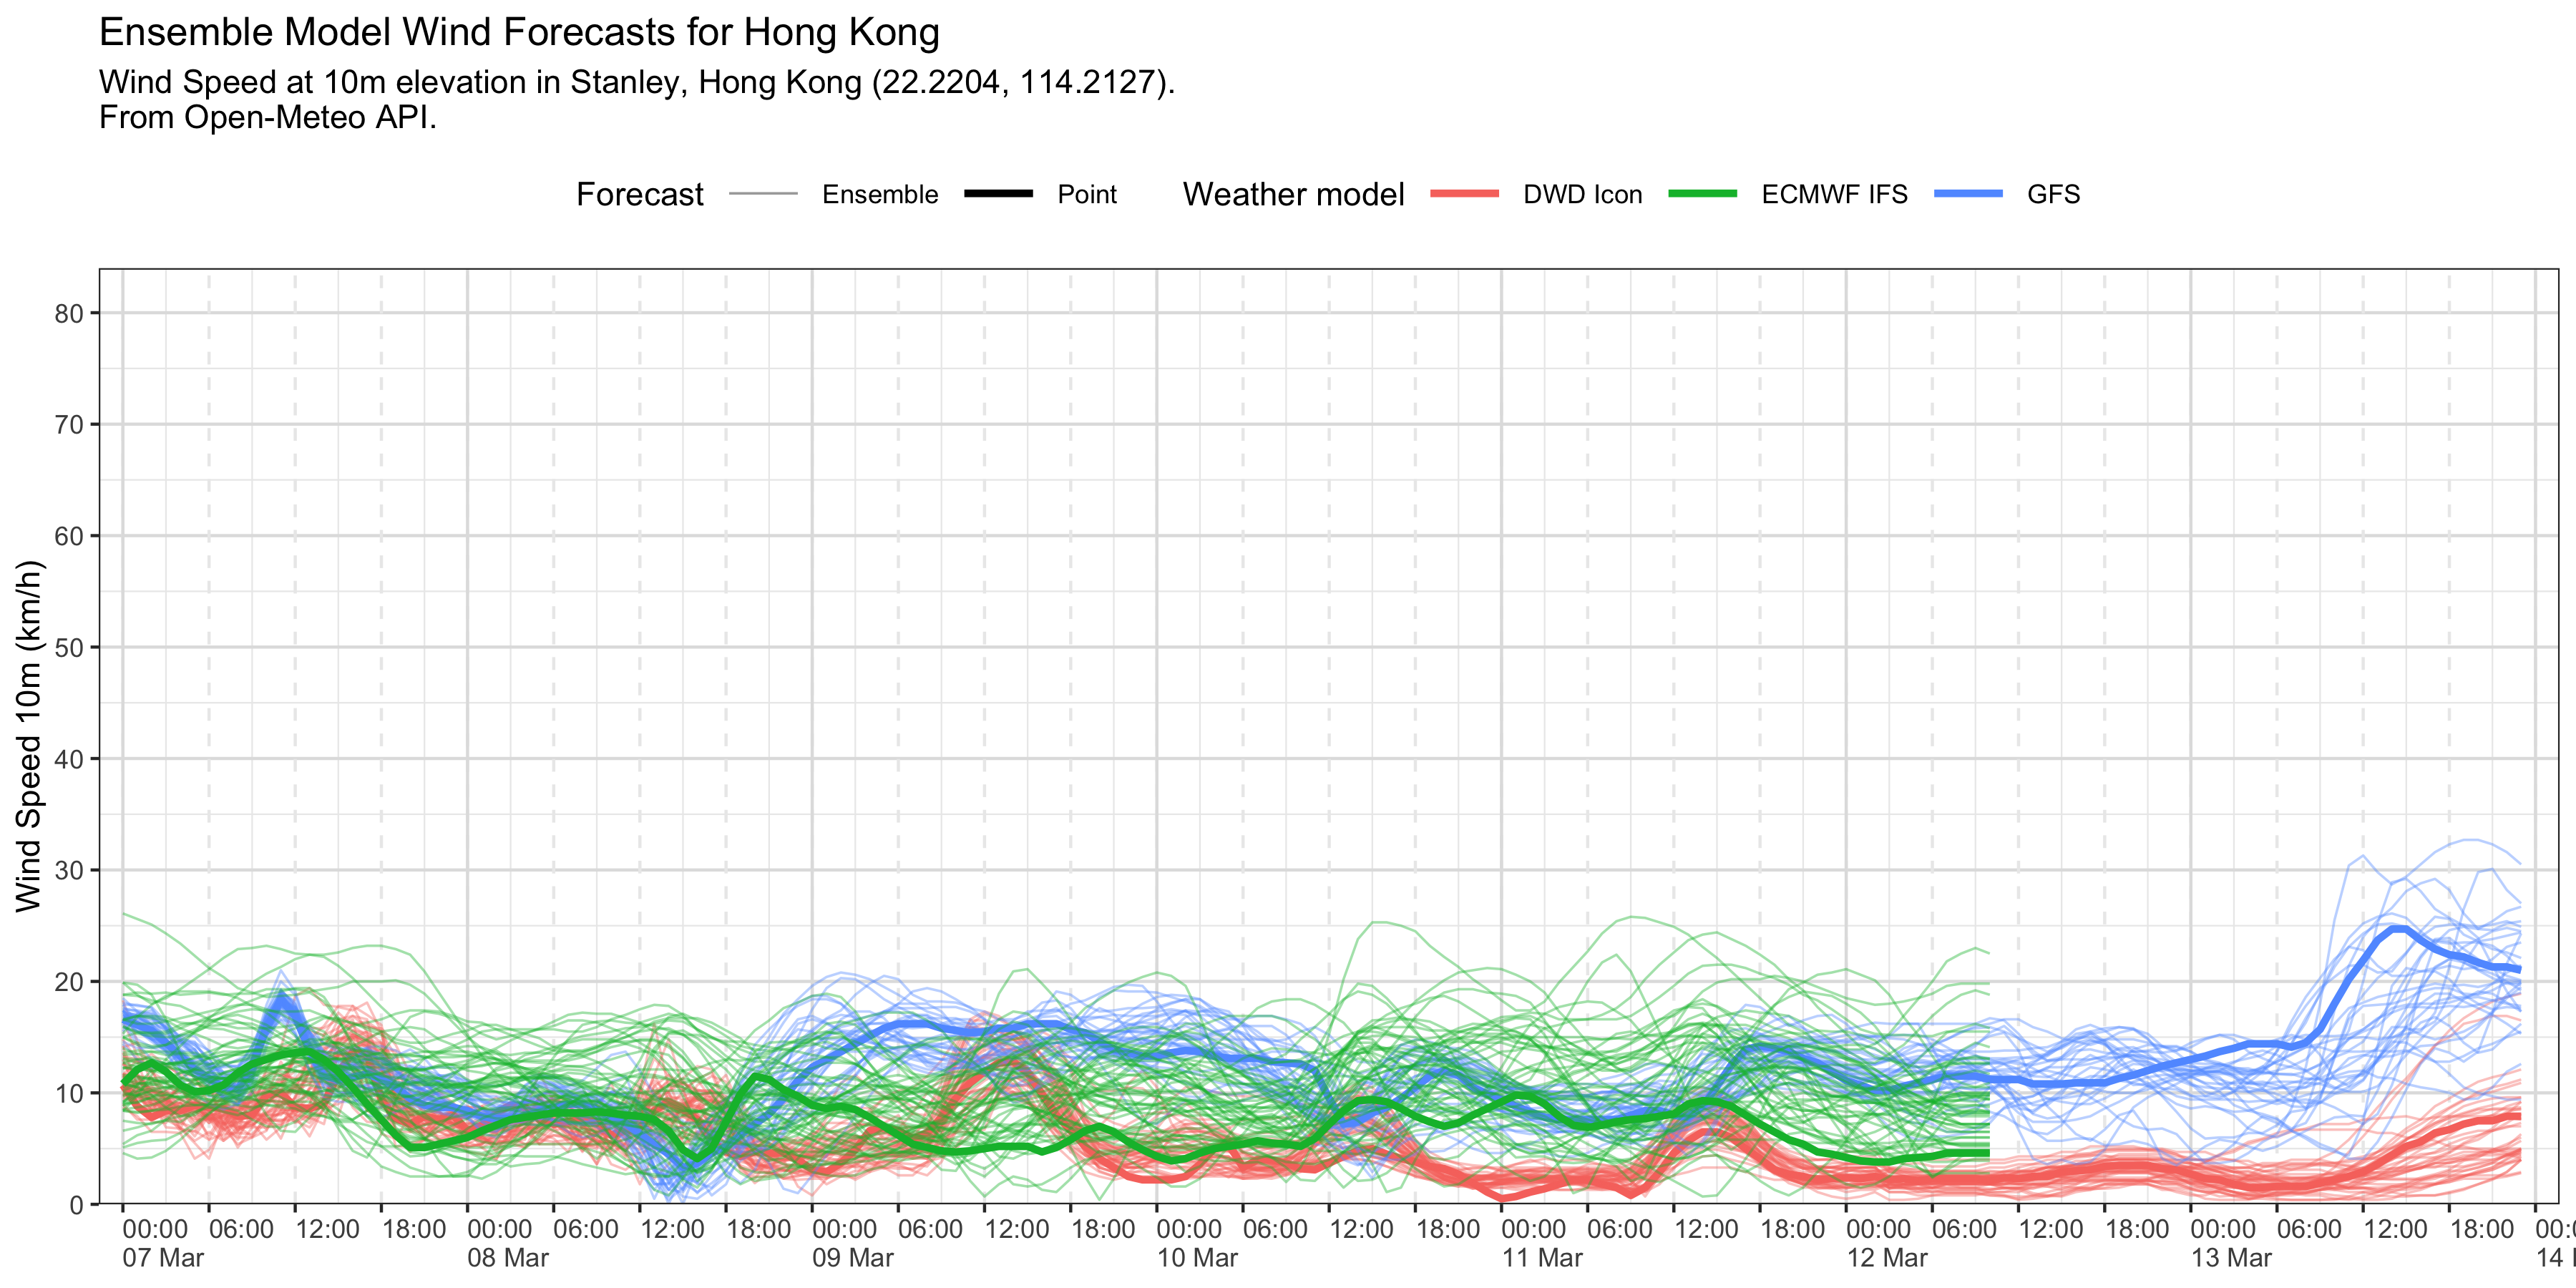 Ensemble Model Wind Forecasts for Hong Kong
Wind Speed at 10m elevation in Stanley, Hong Kong (22.2204, 114.2127).
From Open-Meteo API.
Forecast Ensemble Point Weather model DWD Icon ECMWF IFS GFS
Wind Speed 10m (km/h)
80
70
60
50
40
30
20
10
0
00:00 06:00 12:00 18:00 00:00 06:00 12:00 18:00 00:00 06:00 12:00 18:00 00:00 06:00 12:00 18:00 00:00 06:00 12:00 18:00 00:00 06:00 12:00 18:00 00:00 06:00 12:00 18:00 00:
07 Mar 08 Mar 09 Mar 10 Mar 11 Mar 12 Mar 13 Mar 14